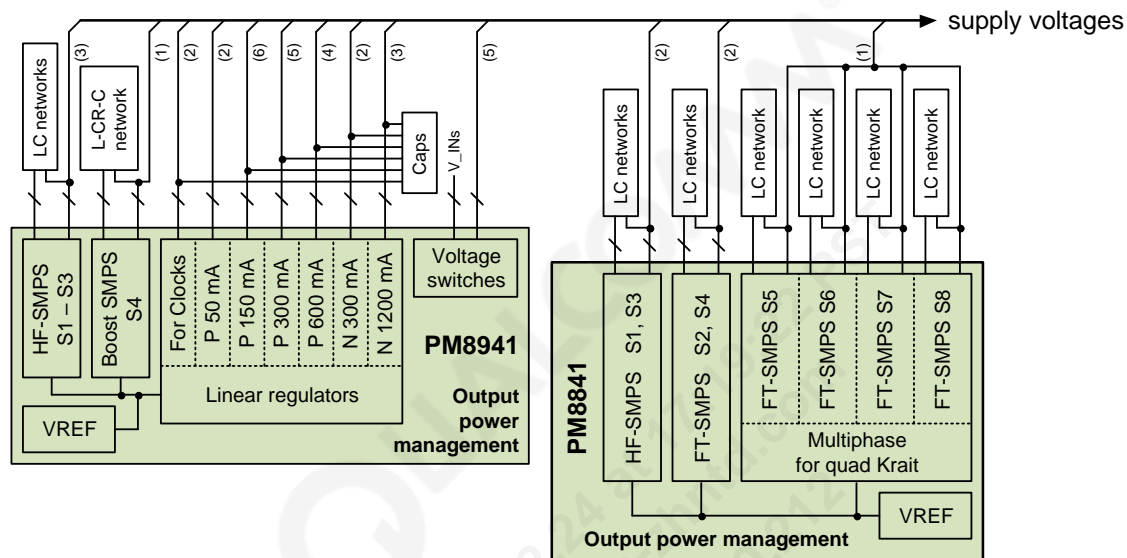 supply voltages
(3)
(1)
(2)
(2)
(6)
(5)
(4)
(2)
(3)
(5)
(2)
(2)
(1)
LC networks
L-CR-C
network
Caps
V_INs
LC networks
LC networks
LC network
LC network
LC network
LC network
HF-SMPS
S1 – S3
Boost SMPS
S4
For Clocks
P 50 mA
P 150 mA
P 300 mA
P 600 mA
N 300 mA
N 1200 mA
Linear regulators
Voltage
switches
PM8941
Output
power
management
VREF
PM8841
HF-SMPS S1, S3
FT-SMPS S2, S4
FT-SMPS S5
FT-SMPS S6
FT-SMPS S7
FT-SMPS S8
Multiphase
for quad Krait
VREF
Output power management